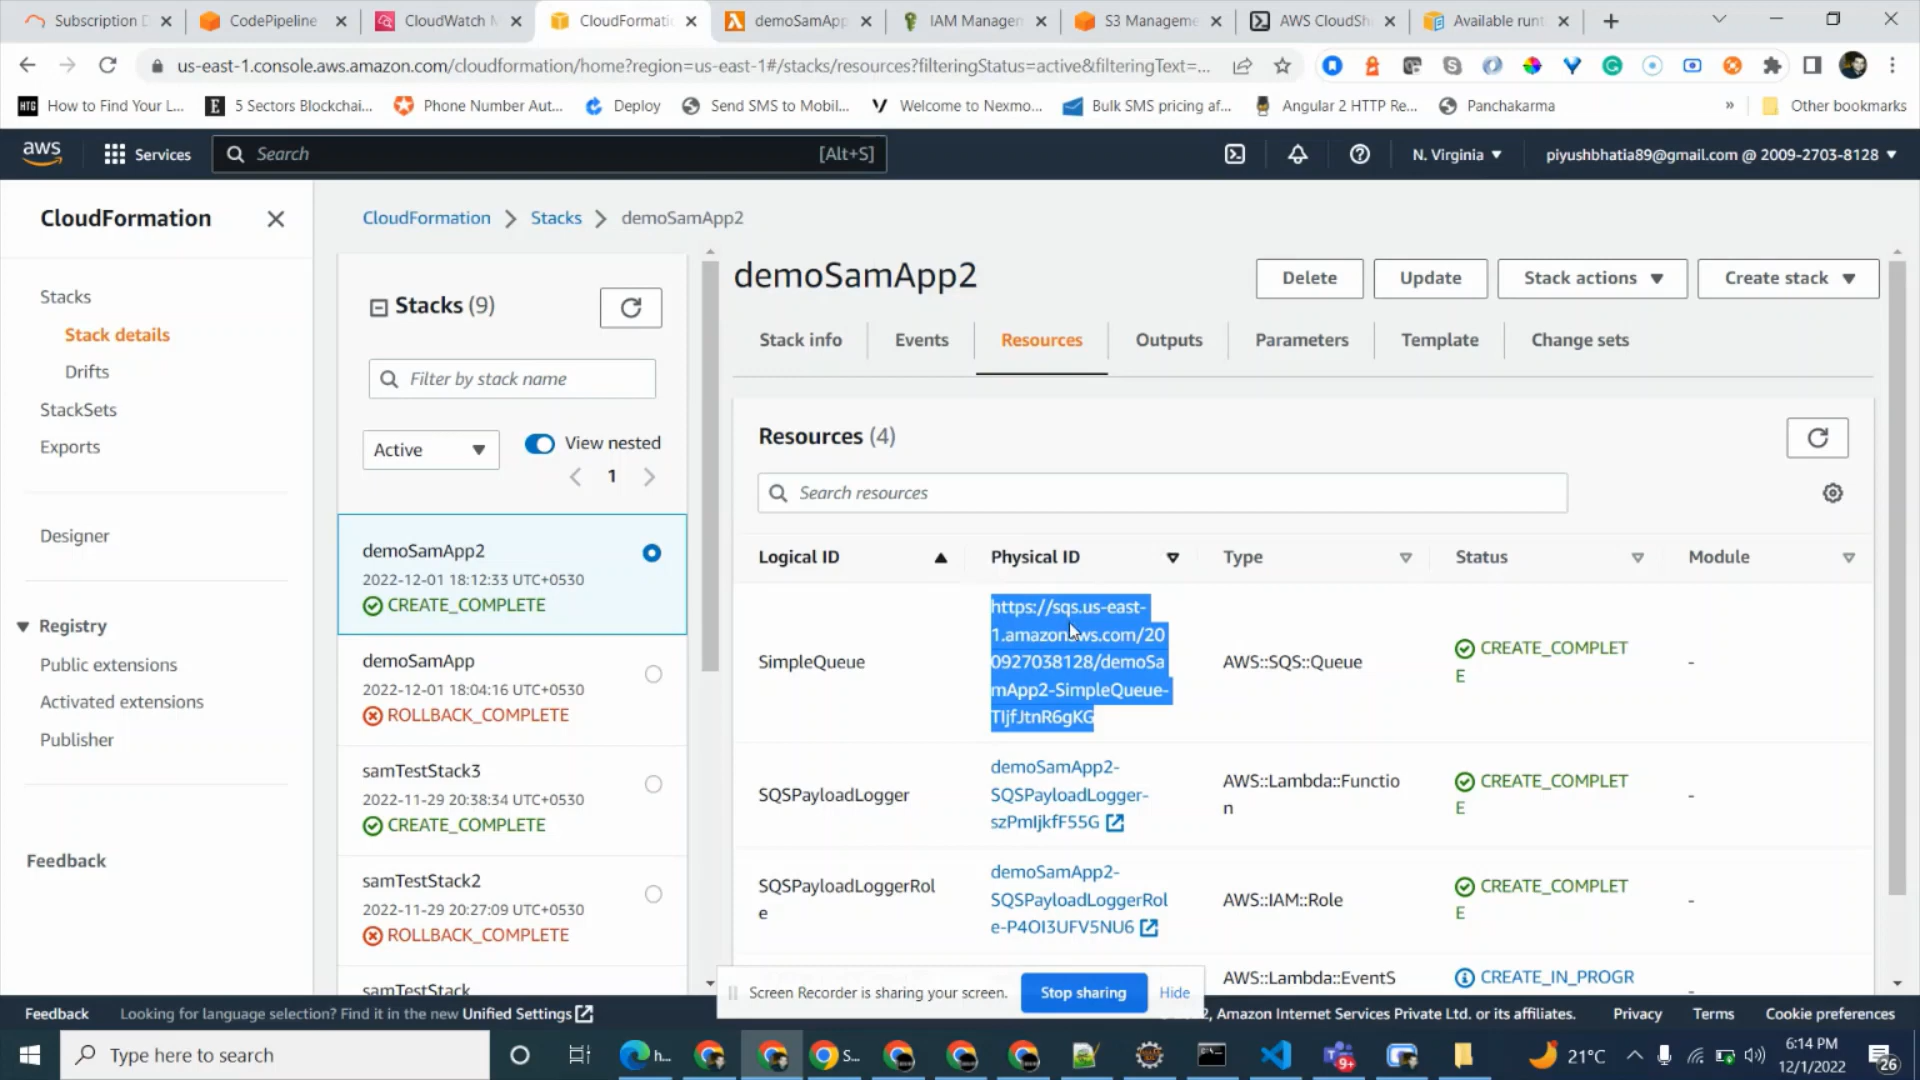 Subscription D
CodePipeline
CloudWatch M
CloudFormatio
demoSamApp
IAM Managem
S3 Manageme
AWS CloudSh
Available runt
us-east-1.console.aws.amazon.com/cloudformation/home?region=us-east-1#/stacks/resources?filteringStatus=active&filteringText=...
How to Find Your L...
5 Sectors Blockchai...
Phone Number Aut...
Deploy
Send SMS to Mobil...
Welcome to Nexmo...
Bulk SMS pricing af...
Angular 2 HTTP Re...
Panchakarma
»
Other bookmarks
aws
Services
Search
[Alt+S]
N. Virginia
piyushbhatia89@gmail.com @ 2009-2703-8128
CloudFormation
Stacks
Stack details
Drifts
StackSets
Exports
Designer
Registry
Public extensions
Activated extensions
Publisher
Feedback
CloudFormation > Stacks > demoSamApp2
Stacks (9)
Filter by stack name
Active
View nested
1
demoSamApp2
2022-12-01 18:12:33 UTC+0530
CREATE_COMPLETE
demoSamApp
2022-12-01 18:04:16 UTC+0530
ROLLBACK_COMPLETE
samTestStack3
2022-11-29 20:38:34 UTC+0530
CREATE_COMPLETE
samTestStack2
2022-11-29 20:27:09 UTC+0530
ROLLBACK_COMPLETE
samTestStack
demoSamApp2
Delete
Update
Stack actions
Create stack
Stack info
Events
Resources
Outputs
Parameters
Template
Change sets
Resources (4)
Search resources
Logical ID
Physical ID
Type
Status
Module
SimpleQueue
https://sqs.us-east-
1.amazonaws.com/20
0927038128/demoSa
mApp2-SimpleQueue-
TIjfJtnR6gKG
AWS::SQS::Queue
CREATE_COMPLET
E
-
SQSPayloadLogger
demoSamApp2-
SQSPayloadLogger-
szPmIjkfF55G
AWS::Lambda::Functio
n
CREATE_COMPLET
E
-
SQSPayloadLoggerRol
e
demoSamApp2-
SQSPayloadLoggerRol
e-P4OI3UFV5NU6
AWS::IAM::Role
CREATE_COMPLET
E
-
AWS::Lambda::EventS
CREATE_IN_PROGR
-
Screen Recorder is sharing your screen.
Stop sharing
Hide
Feedback
Looking for language selection? Find it in the new Unified Settings
2, Amazon Internet Services Private Ltd. or its affiliates.
Privacy
Terms
Cookie preferences
Type here to search
h...
S...
9+
21°C
6:14 PM
12/1/2022
26